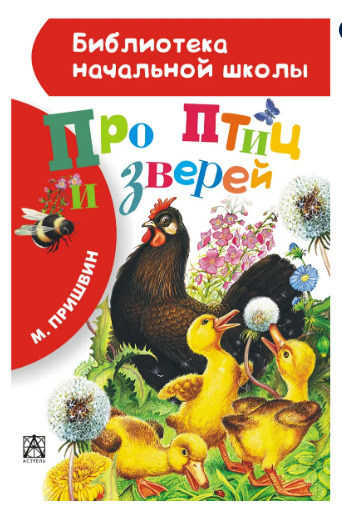 Библиотека
начальной школы
Про птиц
и зверей
М. ПРИШВИН
АСТРЕЛЬ